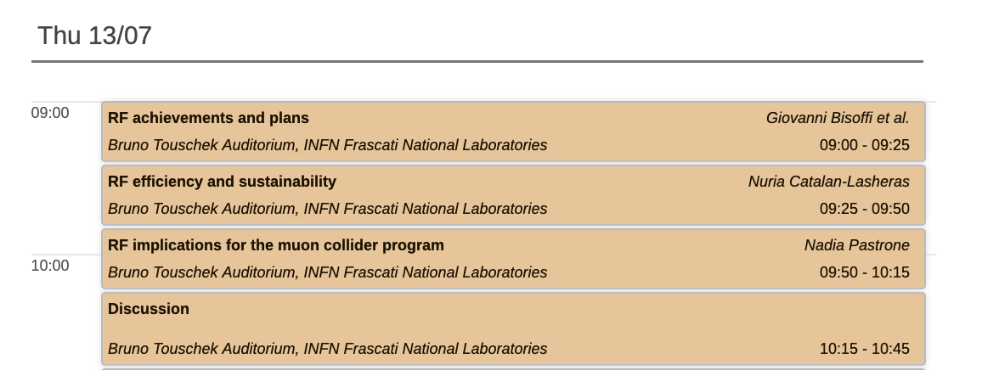 Thu 13/07
09:00
RF achievements and plans Giovanni Bisoffi et al.
Bruno Touschek Auditorium, INFN Frascati National Laboratories 09:00 - 09:25
RF efficiency and sustainability Nuria Catalan-Lasheras
Bruno Touschek Auditorium, INFN Frascati National Laboratories 09:25 - 09:50
RF implications for the muon collider program Nadia Pastrone
10:00
Bruno Touschek Auditorium, INFN Frascati National Laboratories 09:50 - 10:15
Discussion
Bruno Touschek Auditorium, INFN Frascati National Laboratories 10:15 - 10:45